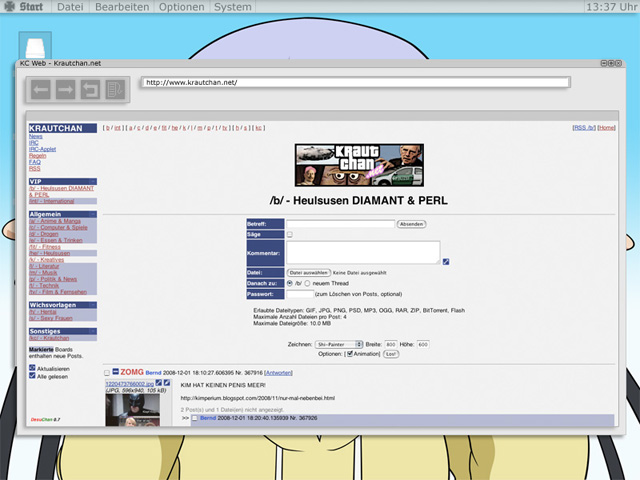 Start Datei Bearbeiten Optionen System 13:37 Uhr
KC Web - Krautchan.net
http://www.krautchan.net/
KRAUTCHAN
News
IRC
IRC-Applet
Regeln
FAQ
RSS
VIP
/b/ - Heulsusen DIAMANT
& PERL
/int/ - International
Allgemein
/a/ - Anime & Manga
/c/ - Computer & Spiele
/d/ - Drogen
/e/ - Essen & Trinken
/fit/ - Fitness
/he/ - Heulsusen
/k/ - Kreatives
/l/ - Literatur
/m/ - Musik
/p/ - Politik & News
/t/ - Technik
/tv/ - Film & Fernsehen
Wichsvorlagen
/h/ - Hentai
/s/ - Sexy Frauen
Sonstiges
/kc/ - Krautchan
Markierte Boards
enthalten neue Posts.
Aktualisieren
Alle gelesen
DesuChan 0.7
[ b / int ] [ a / c / d / e / fit / he / k / l / m / p / t / tv ] [ h / s ] [ kc ]
[RSS /b/] [Home]
KRAUT
chan
/b/ - Heulsusen DIAMANT & PERL
Betreff: Absenden
Säge
Kommentar:
Datei: Datei auswählen Keine Datei ausgewählt
Danach zu: /b/ neuem Thread
Passwort: (zum Löschen von Posts, optional)
Erlaubte Dateitypen: GIF, JPG, PNG, PSD, MP3, OGG, RAR, ZIP, BitTorrent, Flash
Maximale Anzahl Dateien pro Post: 4
Maximale Dateigröße: 10.0 MB
Zeichnen: Shi-Painter Breite: 800 Höhe: 600
Optionen: [ Animation] Los!
ZOMG Bernd 2008-12-01 18:10:27.606395 Nr. 367916 [Antworten]
1220473766002.jpg
(JPG, 596x940, 105 kB)
KIM HAT KEINEN PENIS MEER!
http://kimperium.blogspot.com/2008/11/nur-mal-nebenbei.html
2 Post(s) und 1 Datei(en) nicht angezeigt.
>> Bernd 2008-12-01 18:20:40.135939 Nr. 367926